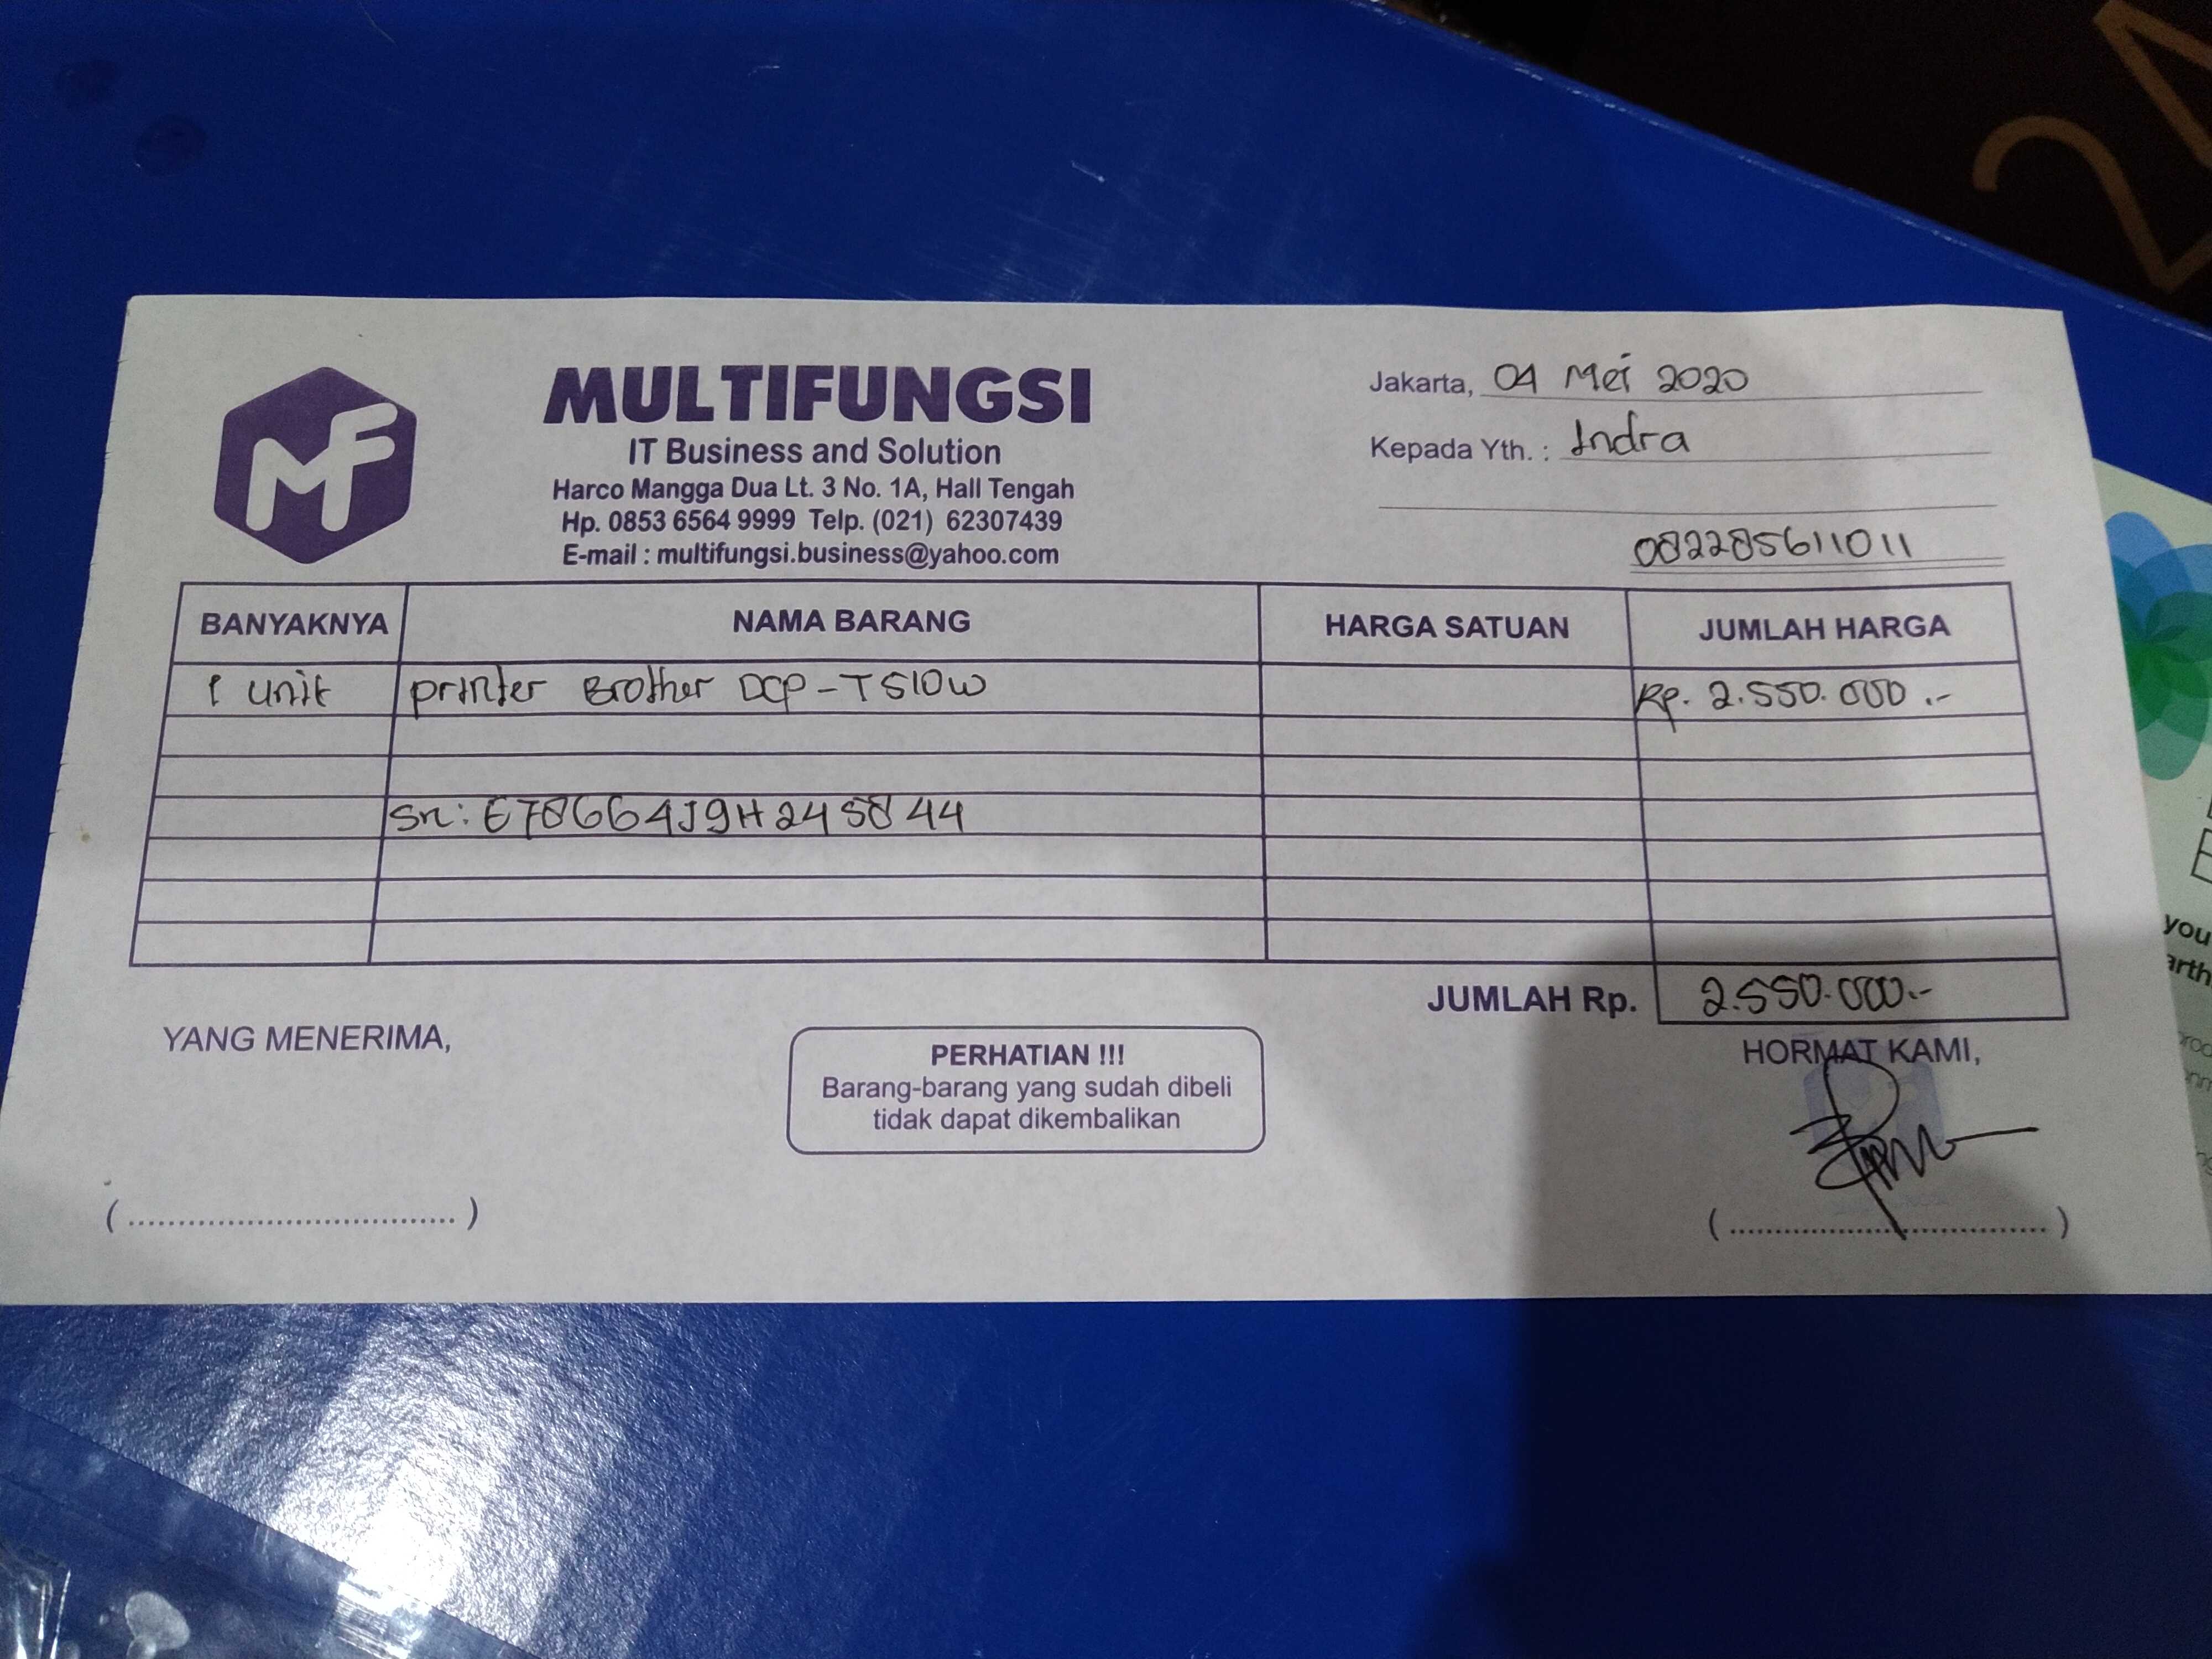 MF
MULTIFUNGSI
IT Business and Solution
Harco Mangga Dua Lt. 3 No. 1A, Hall Tengah
Hp. 0853 6564 9999 Telp. (021) 62307439
E-mail : multifungsi.business@yahoo.com
Jakarta, 04 Mei 2020
Kepada Yth. : Indra
082285611011
BANYAKNYA NAMA BARANG HARGA SATUAN JUMLAH HARGA
1 unit printer Brother DCP-T510W Rp. 2.550.000.-
Sn: E78664J9H245844
JUMLAH Rp. 2.550.000.-
YANG MENERIMA,
PERHATIAN !!!
Barang-barang yang sudah dibeli
tidak dapat dikembalikan
HORMAT KAMI,
(....................................)
(....................................)
24
you
arth